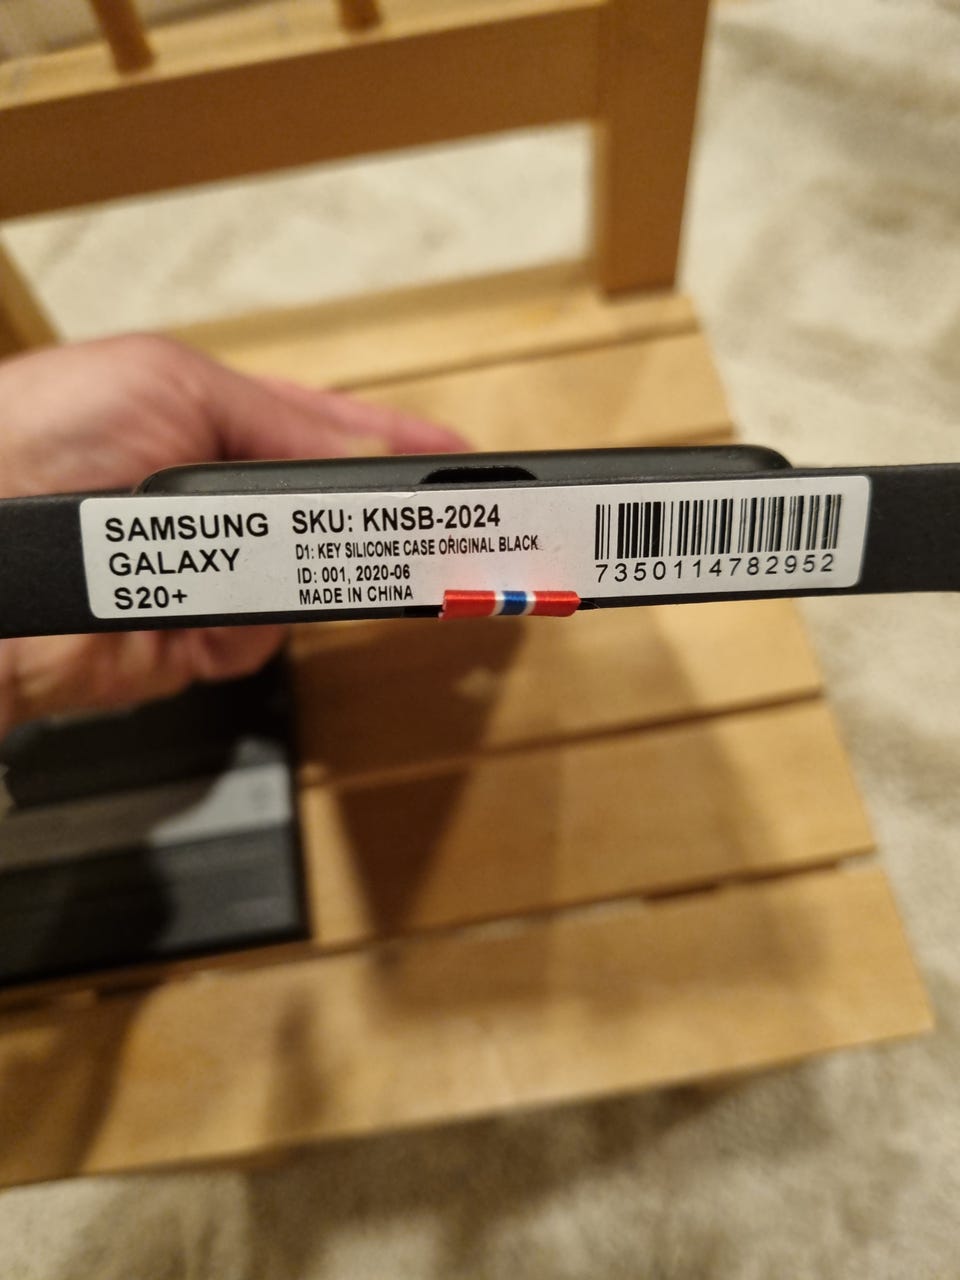 SAMSUNG
GALAXY
S20+
SKU: KNSB-2024
D1: KEY SILICONE CASE ORIGINAL BLACK
ID: 001, 2020-06
MADE IN CHINA
7350114782952